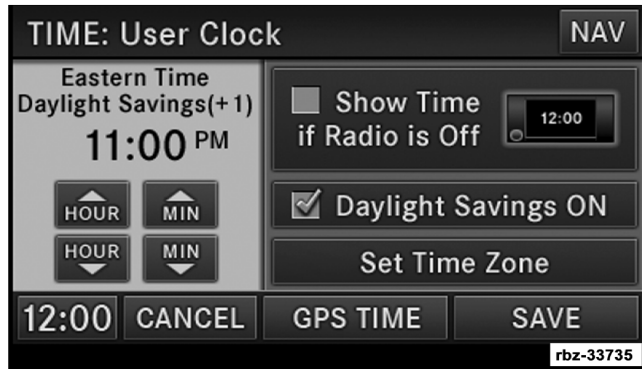 TIME: User Clock
NAV
Eastern Time
Daylight Savings(+1)
11:00 PM
HOUR
MIN
HOUR
MIN
Show Time
if Radio is Off
12:00
Daylight Savings ON
Set Time Zone
12:00
CANCEL
GPS TIME
SAVE
rbz-33735